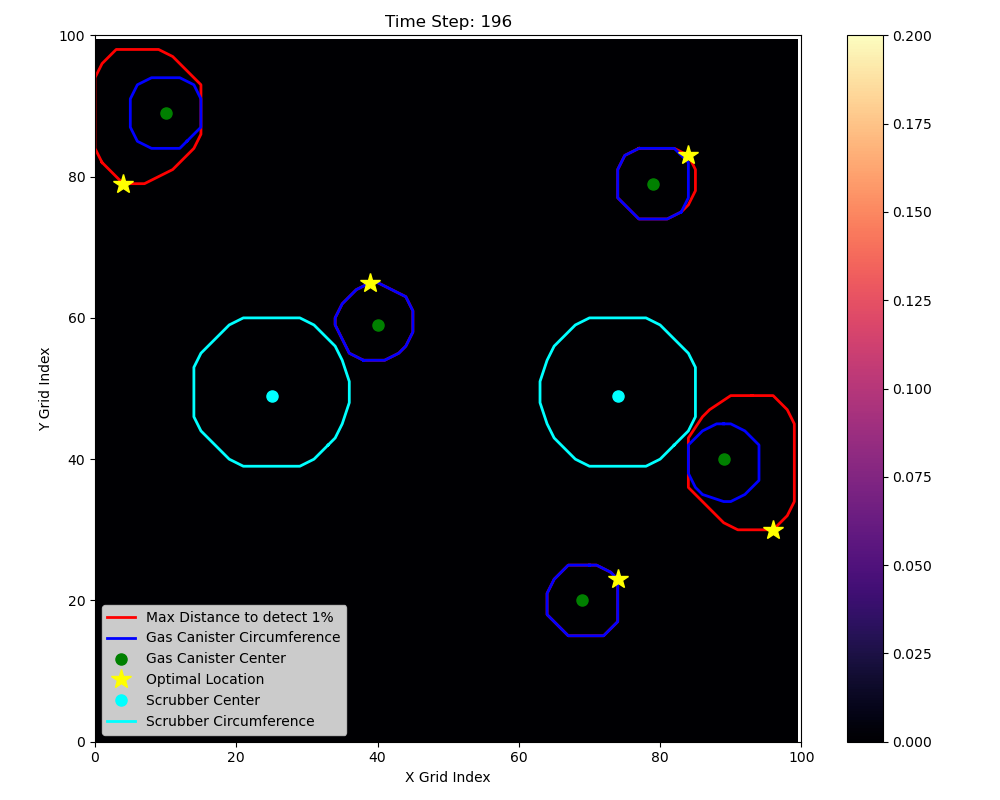 Time Step: 196
100
80
60
40
20
0
Y Grid Index
0 20 40 60 80 100
X Grid Index
Max Distance to detect 1%
Gas Canister Circumference
Gas Canister Center
Optimal Location
Scrubber Center
Scrubber Circumference
0.200
0.175
0.150
0.125
0.100
0.075
0.050
0.025
0.000